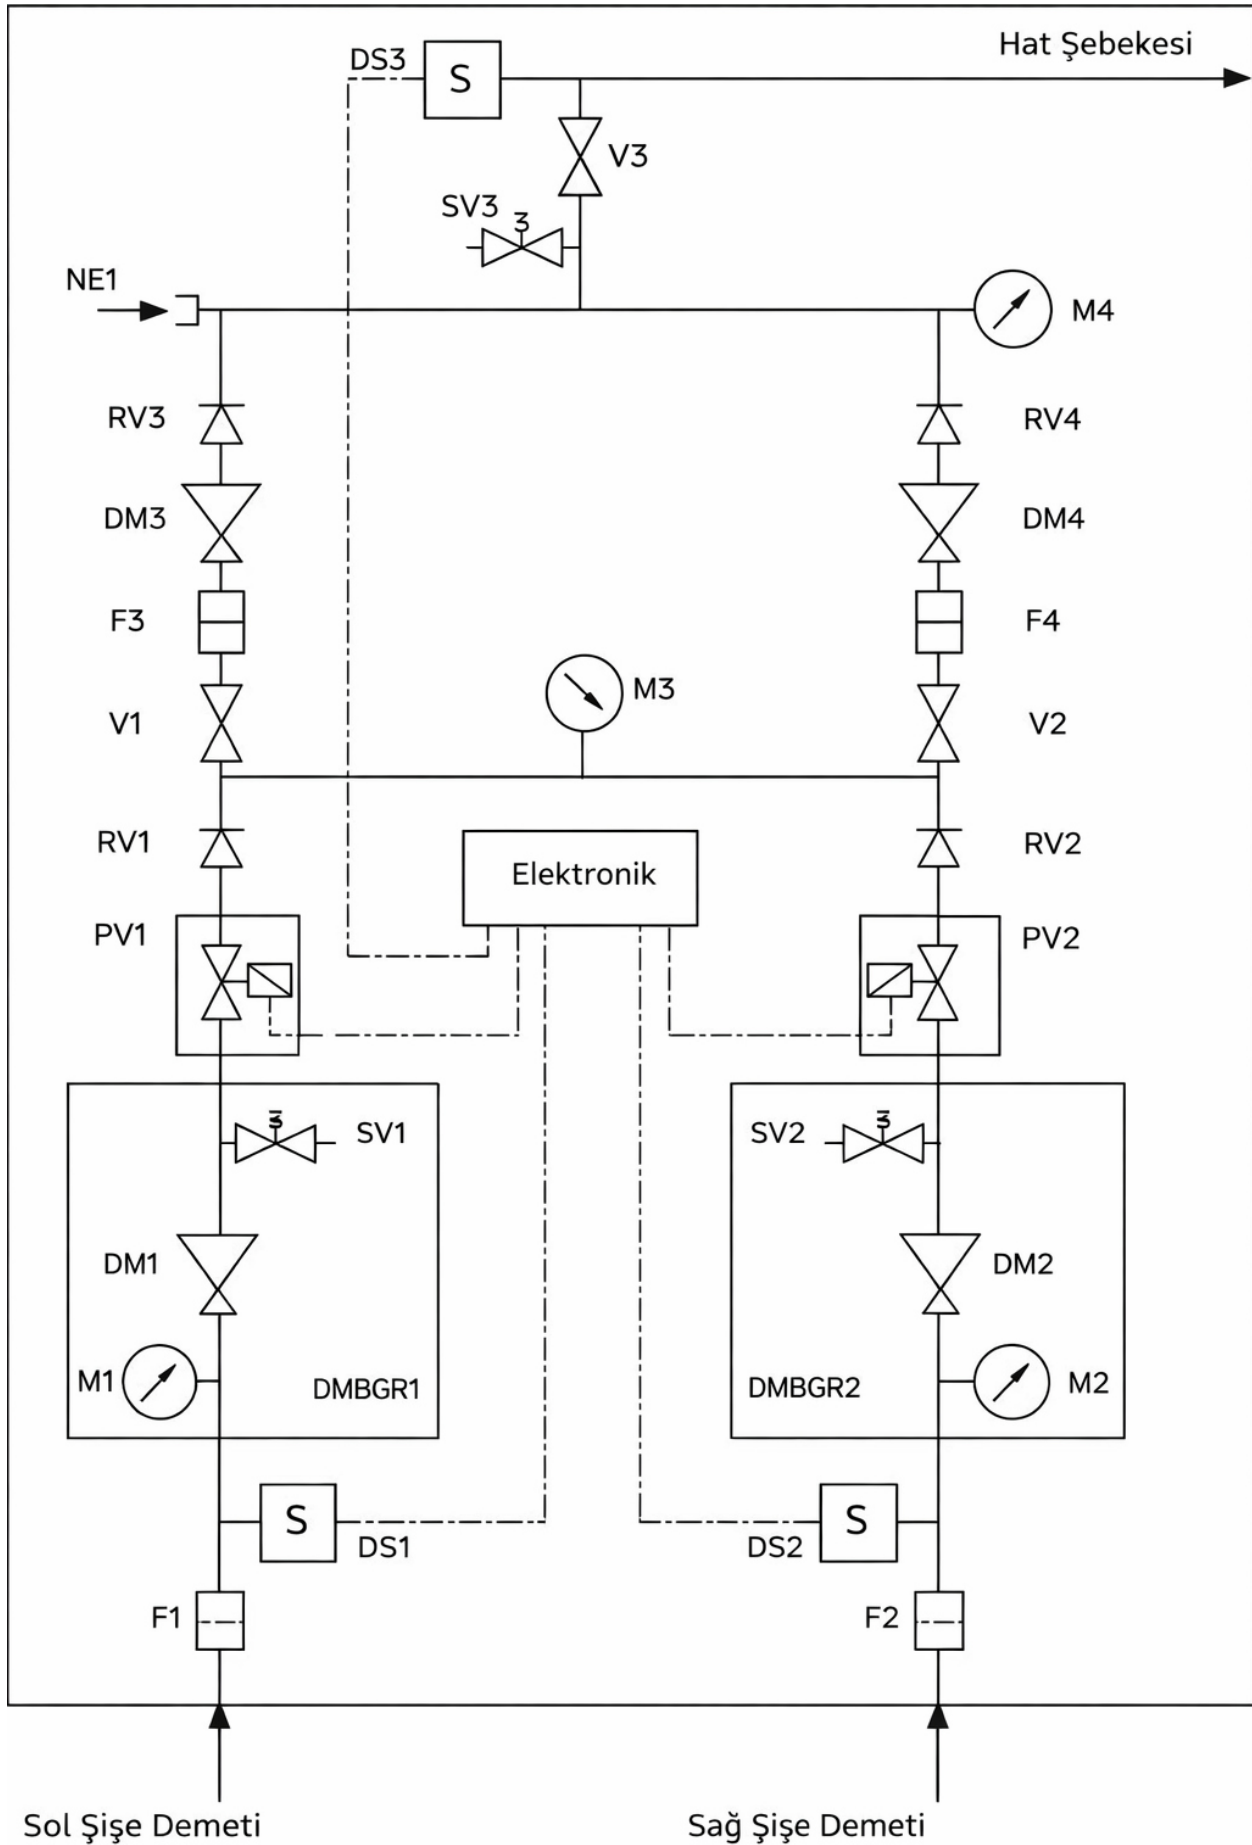 Hat Şebekesi
DS3
S
V3
SV3
NE1
M4
RV3
RV4
DM3
DM4
F3
F4
M3
V1
V2
RV1
RV2
Elektronik
PV1
PV2
SV1
SV2
DM1
DM2
M1
DMBGR1
DMBGR2
M2
S
DS1
S
DS2
F1
F2
Sol Şişe Demeti
Sağ Şişe Demeti